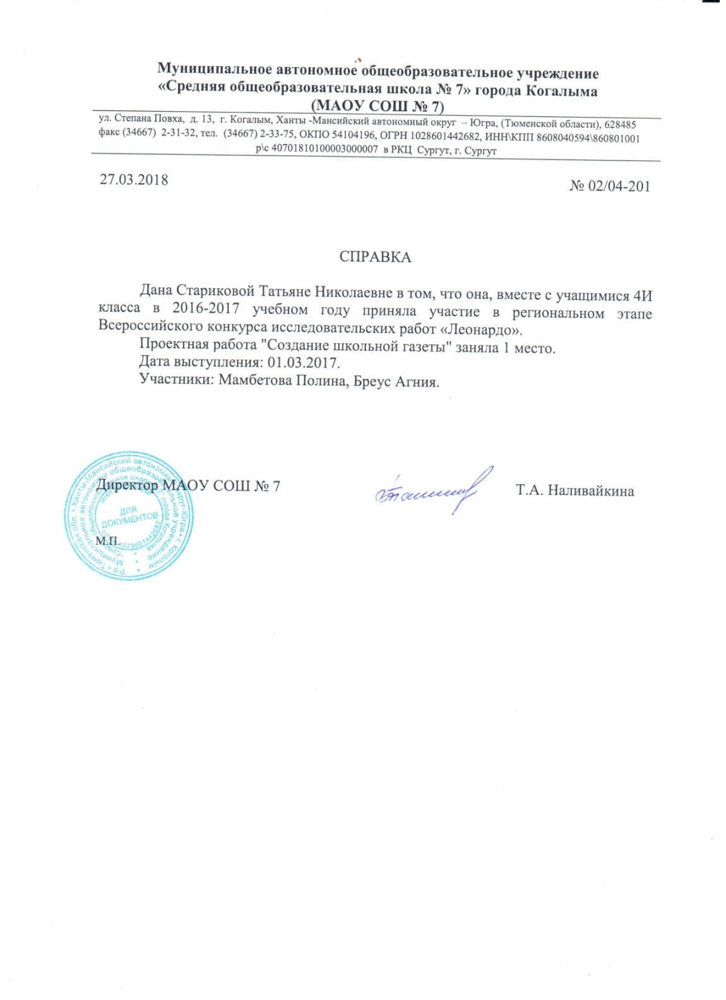 Муниципальное автономное общеобразовательное учреждение
«Средняя общеобразовательная школа № 7» города Когалыма
(МАОУ СОШ № 7)
ул. Степана Повха, д. 13, г. Когалым, Ханты -Мансийский автономный округ – Югра, (Тюменской области), 628485
факс (34667) 2-31-32, тел. (34667) 2-33-75, ОКПО 54104196, ОГРН 1028601442682, ИНН\КПП 8608040594\860801001
р\с 40701810100003000007 в РКЦ Сургут, г. Сургут
27.03.2018
№ 02/04-201
СПРАВКА
Дана Стариковой Татьяне Николаевне в том, что она, вместе с учащимися 4И
класса в 2016-2017 учебном году приняла участие в региональном этапе
Всероссийского конкурса исследовательских работ «Леонардо».
Проектная работа "Создание школьной газеты" заняла 1 место.
Дата выступления: 01.03.2017.
Участники: Мамбетова Полина, Бреус Агния.
Директор МАОУ СОШ № 7
Т.А. Наливайкина
М.П.
РФ • Тюменская обл. • Ханты-Мансийский автономный округ-Югра • г. Когалым
Муниципальное автономное общеобразовательное учреждение
ДЛЯ
ДОКУМЕНТОВ